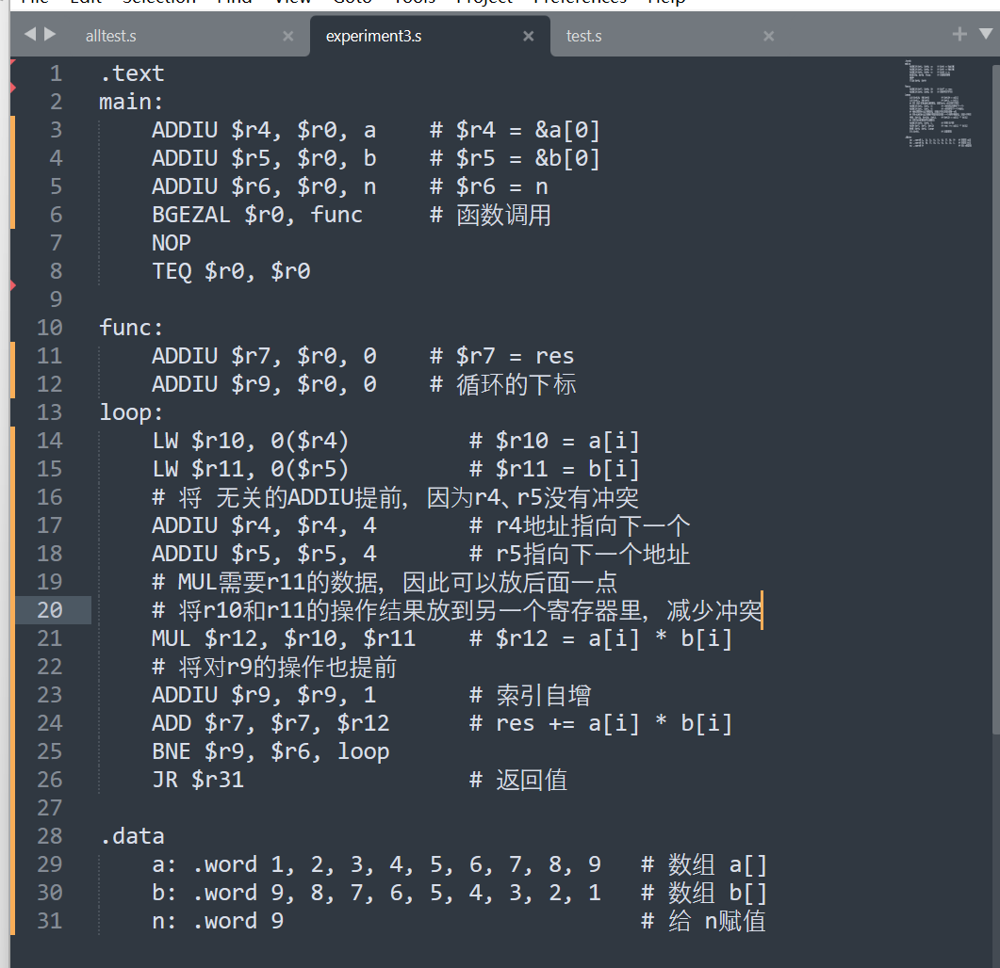 File Edit Selection Find View Goto Tools Project Preferences Help
alltest.s × experiment3.s × test.s ×
1 .text
2 main:
3 ADDIU $r4, $r0, a # $r4 = &a[0]
4 ADDIU $r5, $r0, b # $r5 = &b[0]
5 ADDIU $r6, $r0, n # $r6 = n
6 BGEZAL $r0, func # 函数调用
7 NOP
8 TEQ $r0, $r0
9
10 func:
11 ADDIU $r7, $r0, 0 # $r7 = res
12 ADDIU $r9, $r0, 0 # 循环的下标
13 loop:
14 LW $r10, 0($r4) # $r10 = a[i]
15 LW $r11, 0($r5) # $r11 = b[i]
16 # 将 无关的ADDIU提前, 因为r4、r5没有冲突
17 ADDIU $r4, $r4, 4 # r4地址指向下一个
18 ADDIU $r5, $r5, 4 # r5指向下一个地址
19 # MUL需要r11的数据, 因此可以放后面一点
20 # 将r10和r11的操作结果放到另一个寄存器里, 减少冲突
21 MUL $r12, $r10, $r11 # $r12 = a[i] * b[i]
22 # 将对r9的操作也提前
23 ADDIU $r9, $r9, 1 # 索引自增
24 ADD $r7, $r7, $r12 # res += a[i] * b[i]
25 BNE $r9, $r6, loop
26 JR $r31 # 返回值
27
28 .data
29 a: .word 1, 2, 3, 4, 5, 6, 7, 8, 9 # 数组 a[]
30 b: .word 9, 8, 7, 6, 5, 4, 3, 2, 1 # 数组 b[]
31 n: .word 9 # 给 n赋值